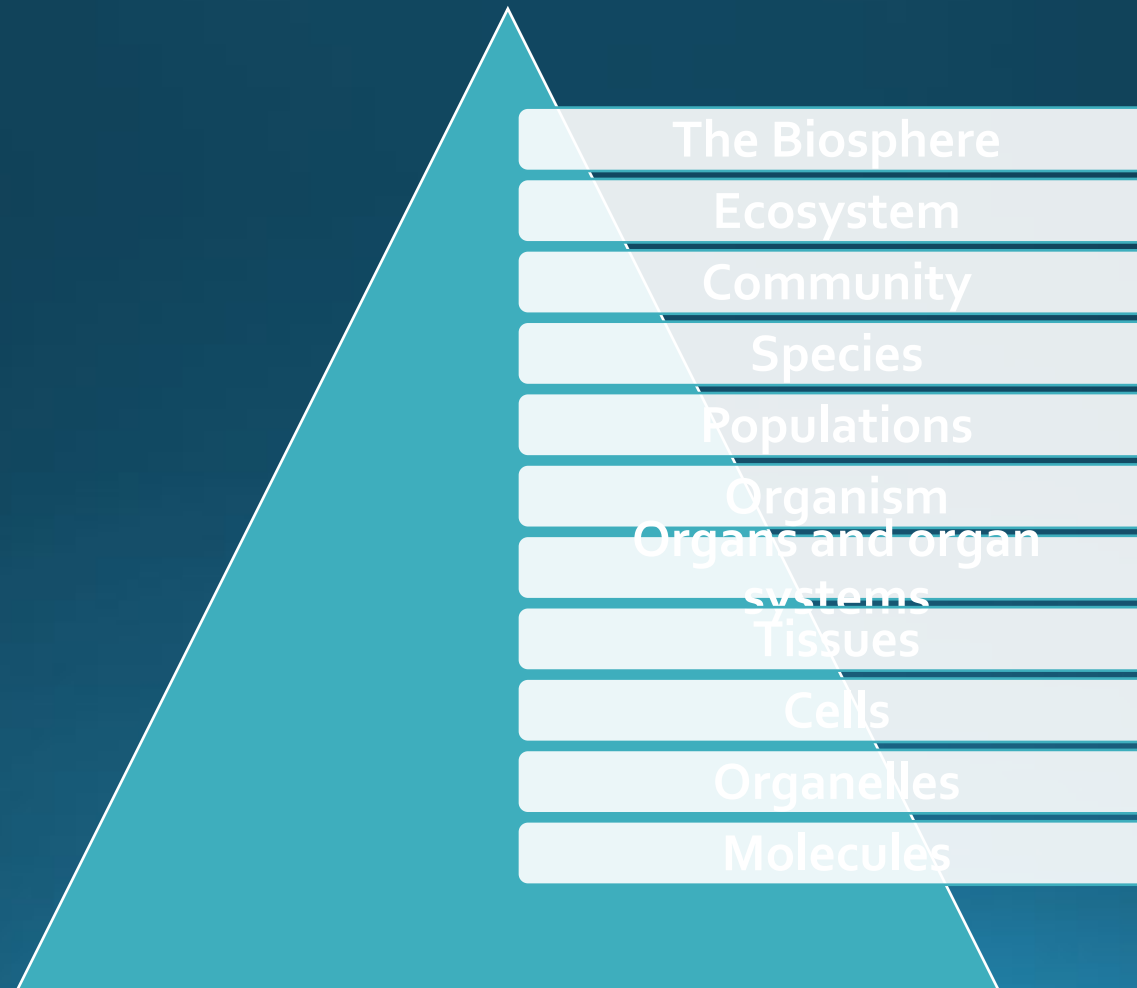 The Biosphere
Ecosystem
Community
Species
Populations
Organism
Organs and organ
systems
Tissues
Cells
Organelles
Molecules